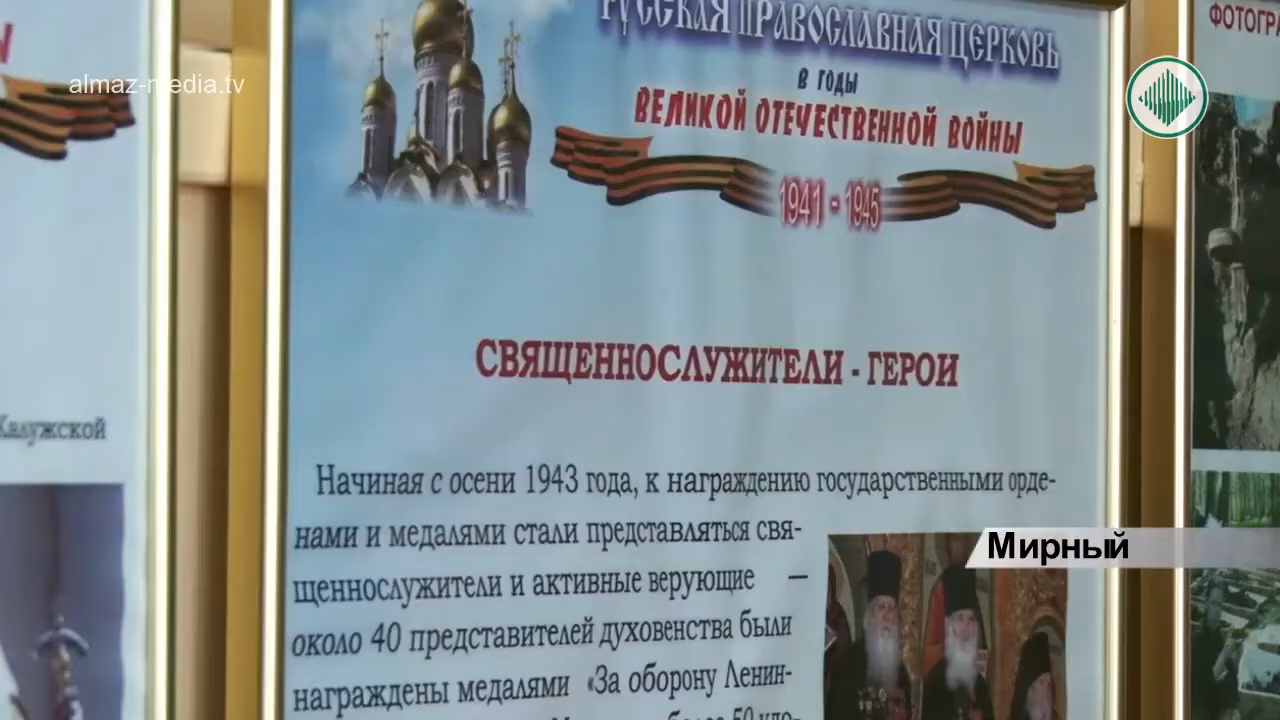 almaz-media.tv
РУССКАЯ ПРАВОСЛАВНАЯ ЦЕРКОВЬ
В ГОДЫ
ВЕЛИКОЙ ОТЕЧЕСТВЕННОЙ ВОЙНЫ
1941 - 1945
СВЯЩЕННОСЛУЖИТЕЛИ - ГЕРОИ
Начиная с осени 1943 года, к награждению государственными орде-
нами и медалями стали представляться свя-
щеннослужители и активные верующие —
около 40 представителей духовенства были
награждены медалями «За оборону Ленин-
Калужской
Мирный